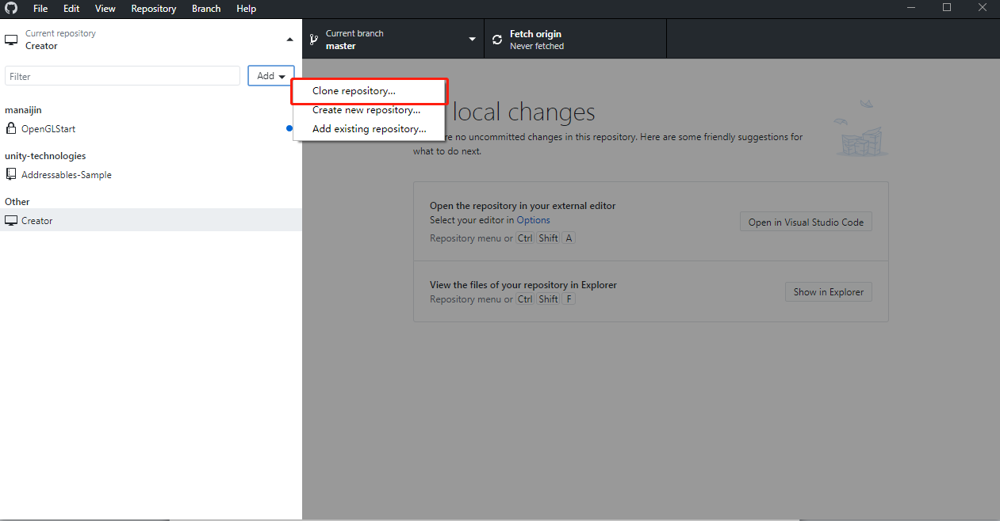 File Edit View Repository Branch Help
Current repository
Creator
Current branch
master
Fetch origin
Never fetched
Filter
Add
Clone repository...
Create new repository...
Add existing repository...
manaijin
OpenGLStart
unity-technologies
Addressables-Sample
Other
Creator
local changes
re no uncommitted changes in this repository. Here are some friendly suggestions for
what to do next.
Open the repository in your external editor
Select your editor in Options
Repository menu or Ctrl Shift A
Open in Visual Studio Code
View the files of your repository in Explorer
Repository menu or Ctrl Shift F
Show in Explorer